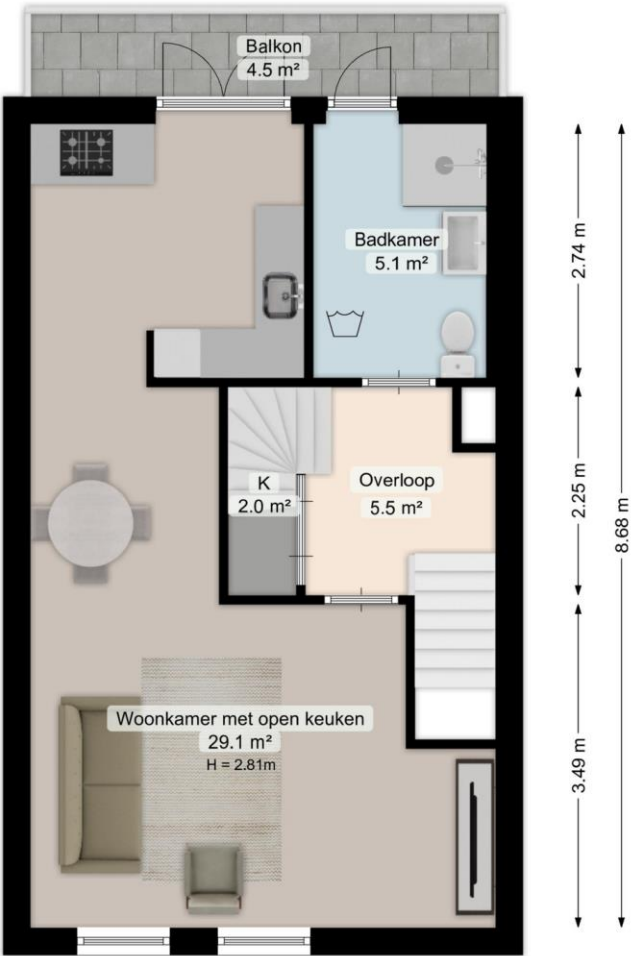 Balkon
4.5 m²
Badkamer
5.1 m²
2.74 m
K
2.0 m²
Overloop
5.5 m²
2.25 m
8.68 m
Woonkamer met open keuken
29.1 m²
H = 2.81m
3.49 m